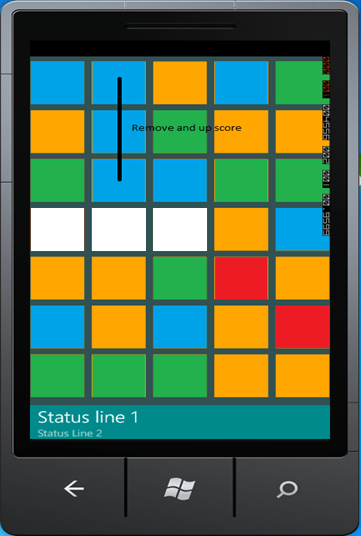 Remove and up score
Status line 1
Status Line 2